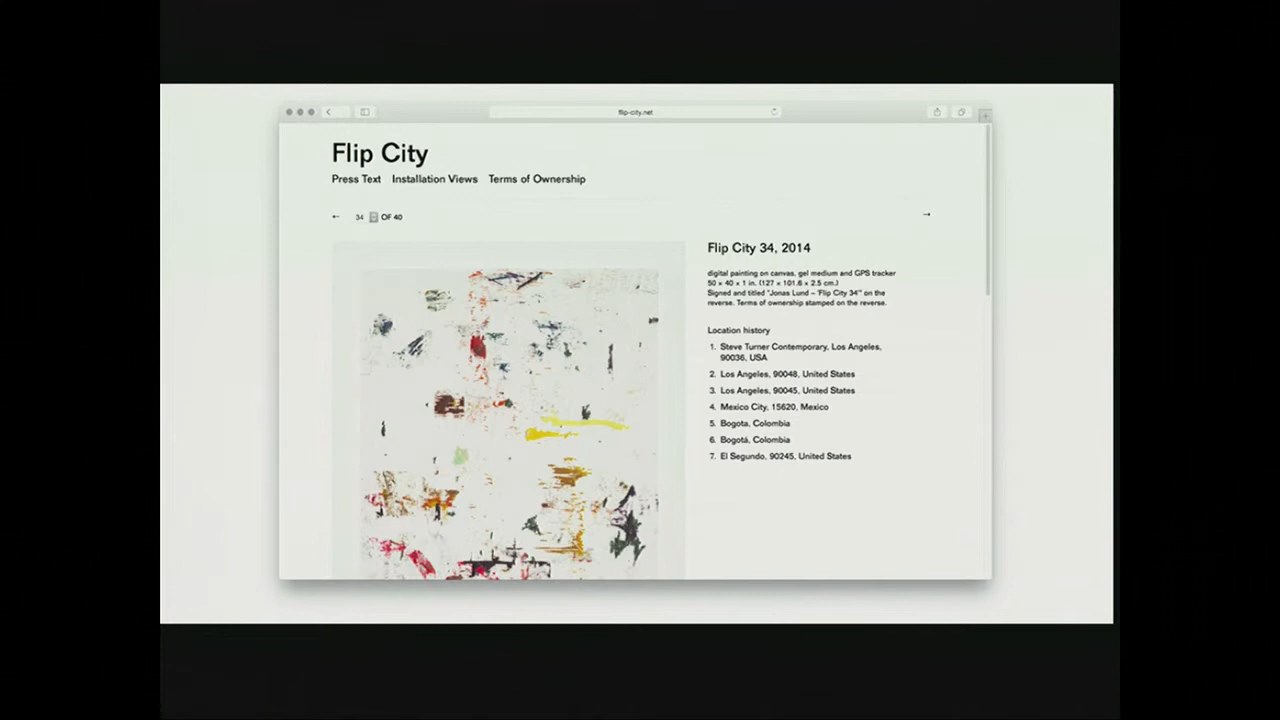 flip-city.net
Flip City
Press Text Installation Views Terms of Ownership
← 34 OF 40 →
Flip City 34, 2014
digital painting on canvas, gel medium and GPS tracker
50 × 40 × 1 in. (127 × 101.6 × 2.5 cm.)
Signed and titled "Jonas Lund – 'Flip City 34'" on the
reverse. Terms of ownership stamped on the reverse.
Location history
1. Steve Turner Contemporary, Los Angeles,
90036, USA
2. Los Angeles, 90048, United States
3. Los Angeles, 90045, United States
4. Mexico City, 15620, Mexico
5. Bogota, Colombia
6. Bogotá, Colombia
7. El Segundo, 90245, United States